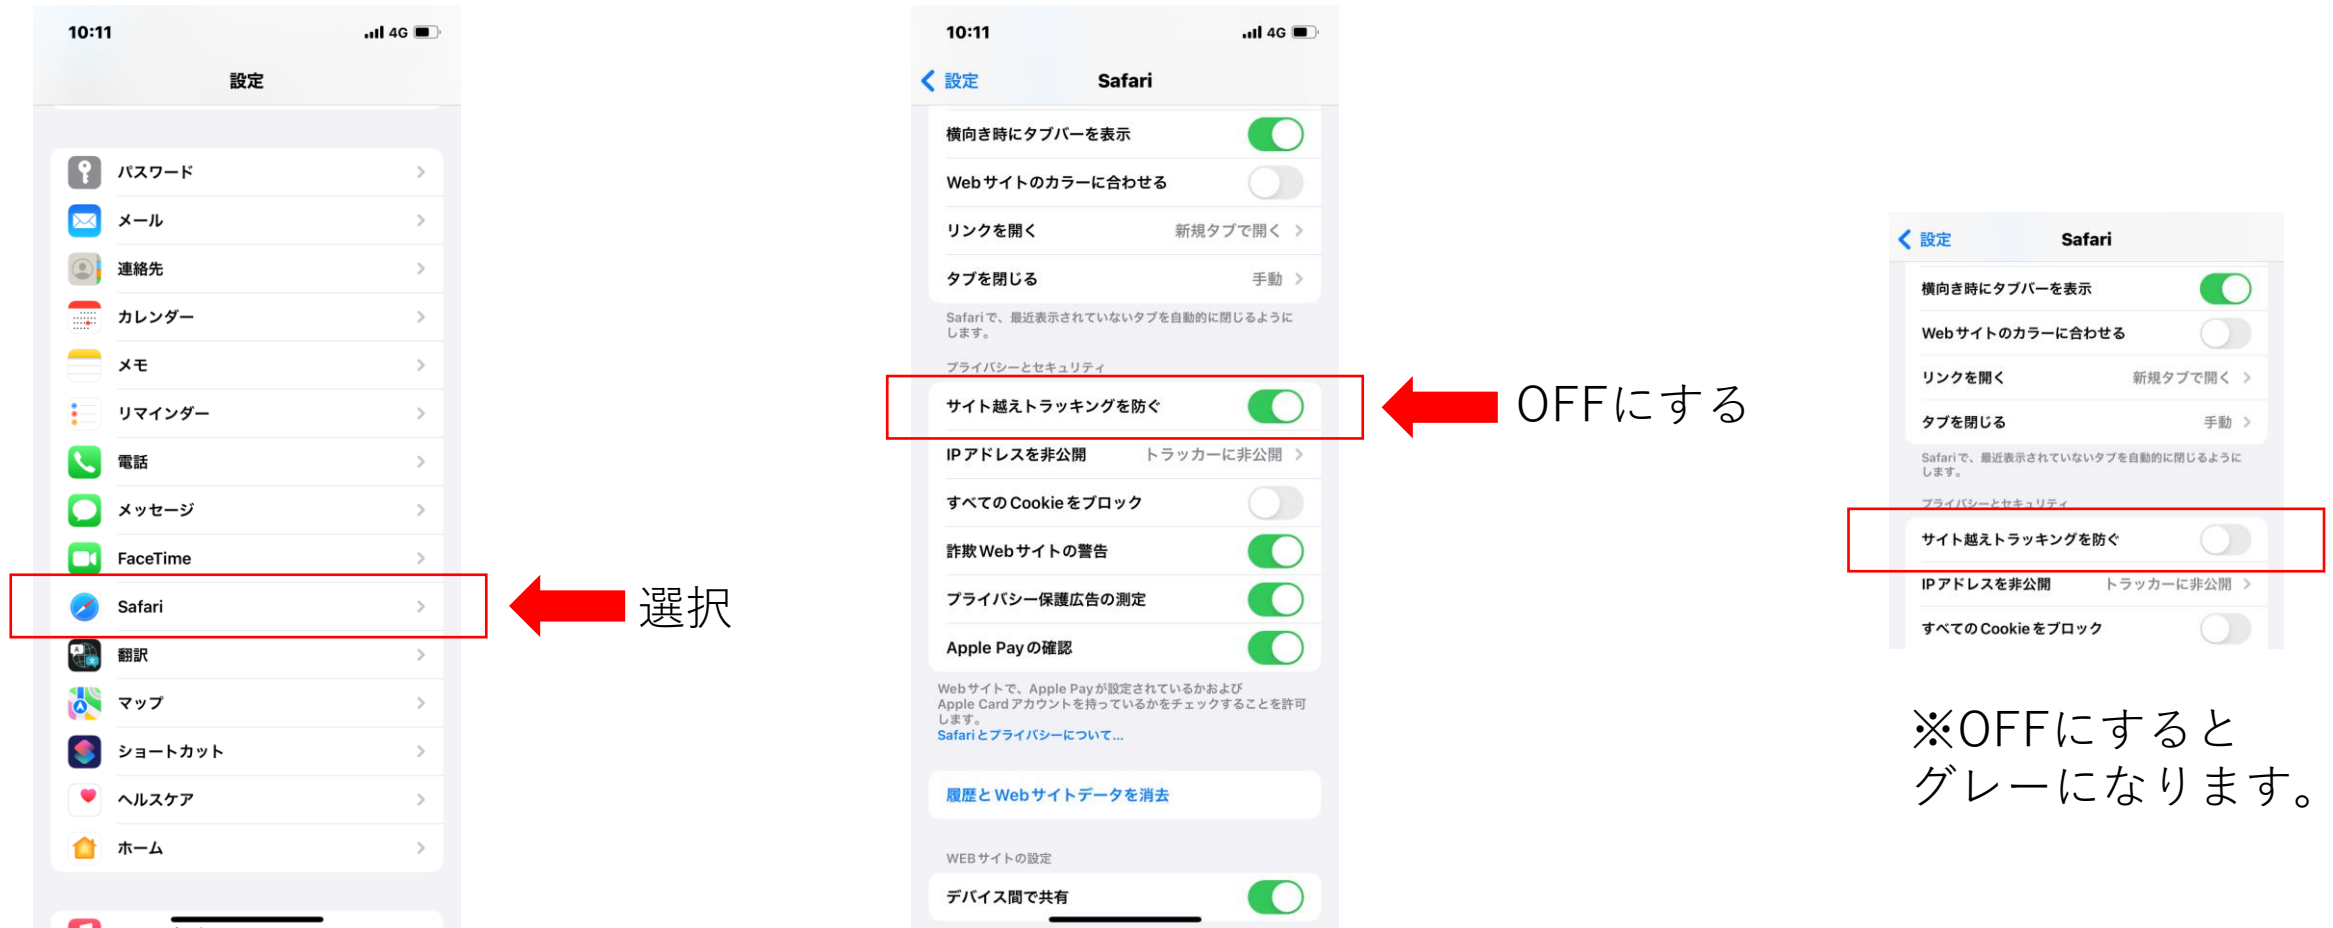 10:11
4G
設定
パスワード
メール
連絡先
カレンダー
メモ
リマインダー
電話
メッセージ
FaceTime
Safari
翻訳
マップ
ショートカット
ヘルスケア
ホーム
選択
10:11
4G
設定
Safari
横向き時にタブバーを表示
Webサイトのカラーに合わせる
リンクを開く 新規タブで開く
タブを閉じる 手動
Safariで、最近表示されていないタブを自動的に閉じるように
します。
プライバシーとセキュリティ
サイト越えトラッキングを防ぐ
IPアドレスを非公開 トラッカーに非公開
すべてのCookieをブロック
詐欺Webサイトの警告
プライバシー保護広告の測定
Apple Payの確認
Webサイトで、Apple Payが設定されているかおよび
Apple Cardアカウントを持っているかをチェックすることを許可
します。
Safariとプライバシーについて...
履歴とWebサイトデータを消去
WEBサイトの設定
デバイス間で共有
OFFにする
設定
Safari
横向き時にタブバーを表示
Webサイトのカラーに合わせる
リンクを開く 新規タブで開く
タブを閉じる 手動
Safariで、最近表示されていないタブを自動的に閉じるように
します。
プライバシーとセキュリティ
サイト越えトラッキングを防ぐ
IPアドレスを非公開 トラッカーに非公開
すべてのCookieをブロック
※OFFにすると
グレーになります。